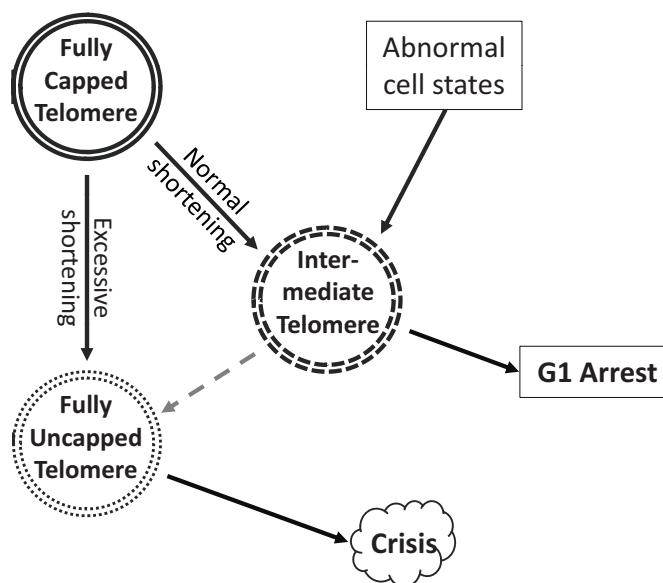 Fully
Capped
Telomere
Abnormal
cell states
Normal
shortening
Excessive
shortening
Inter-
mediate
Telomere
G1 Arrest
Fully
Uncapped
Telomere
Crisis